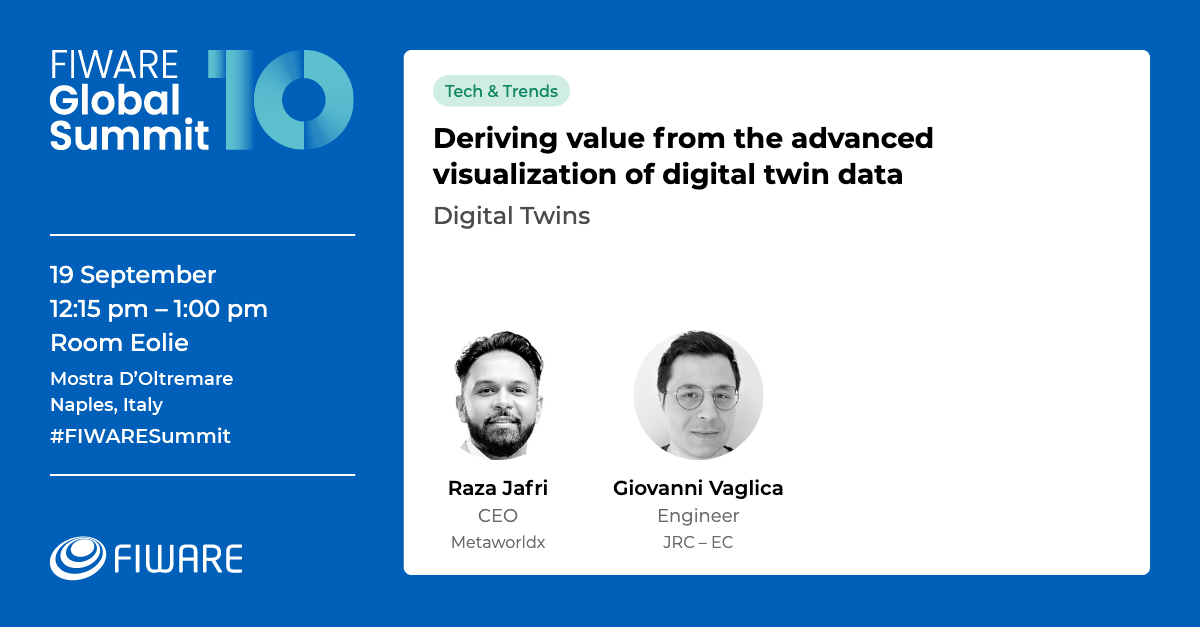 FIWARE
Global
Summit
10
19 September
12:15 pm – 1:00 pm
Room Eolie
Mostra D’Oltremare
Naples, Italy
#FIWARESummit
FIWARE
Tech & Trends
Deriving value from the advanced
visualization of digital twin data
Digital Twins
Raza Jafri
CEO
Metaworldx
Giovanni Vaglica
Engineer
JRC – EC